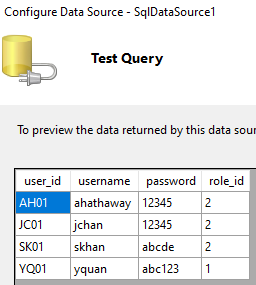 Configure Data Source - SqlDataSource1
Test Query
To preview the data returned by this data sour
user_id username password role_id
AH01 ahathaway 12345 2
JC01 jchan 12345 2
SK01 skhan abcde 2
YQ01 yquan abc123 1